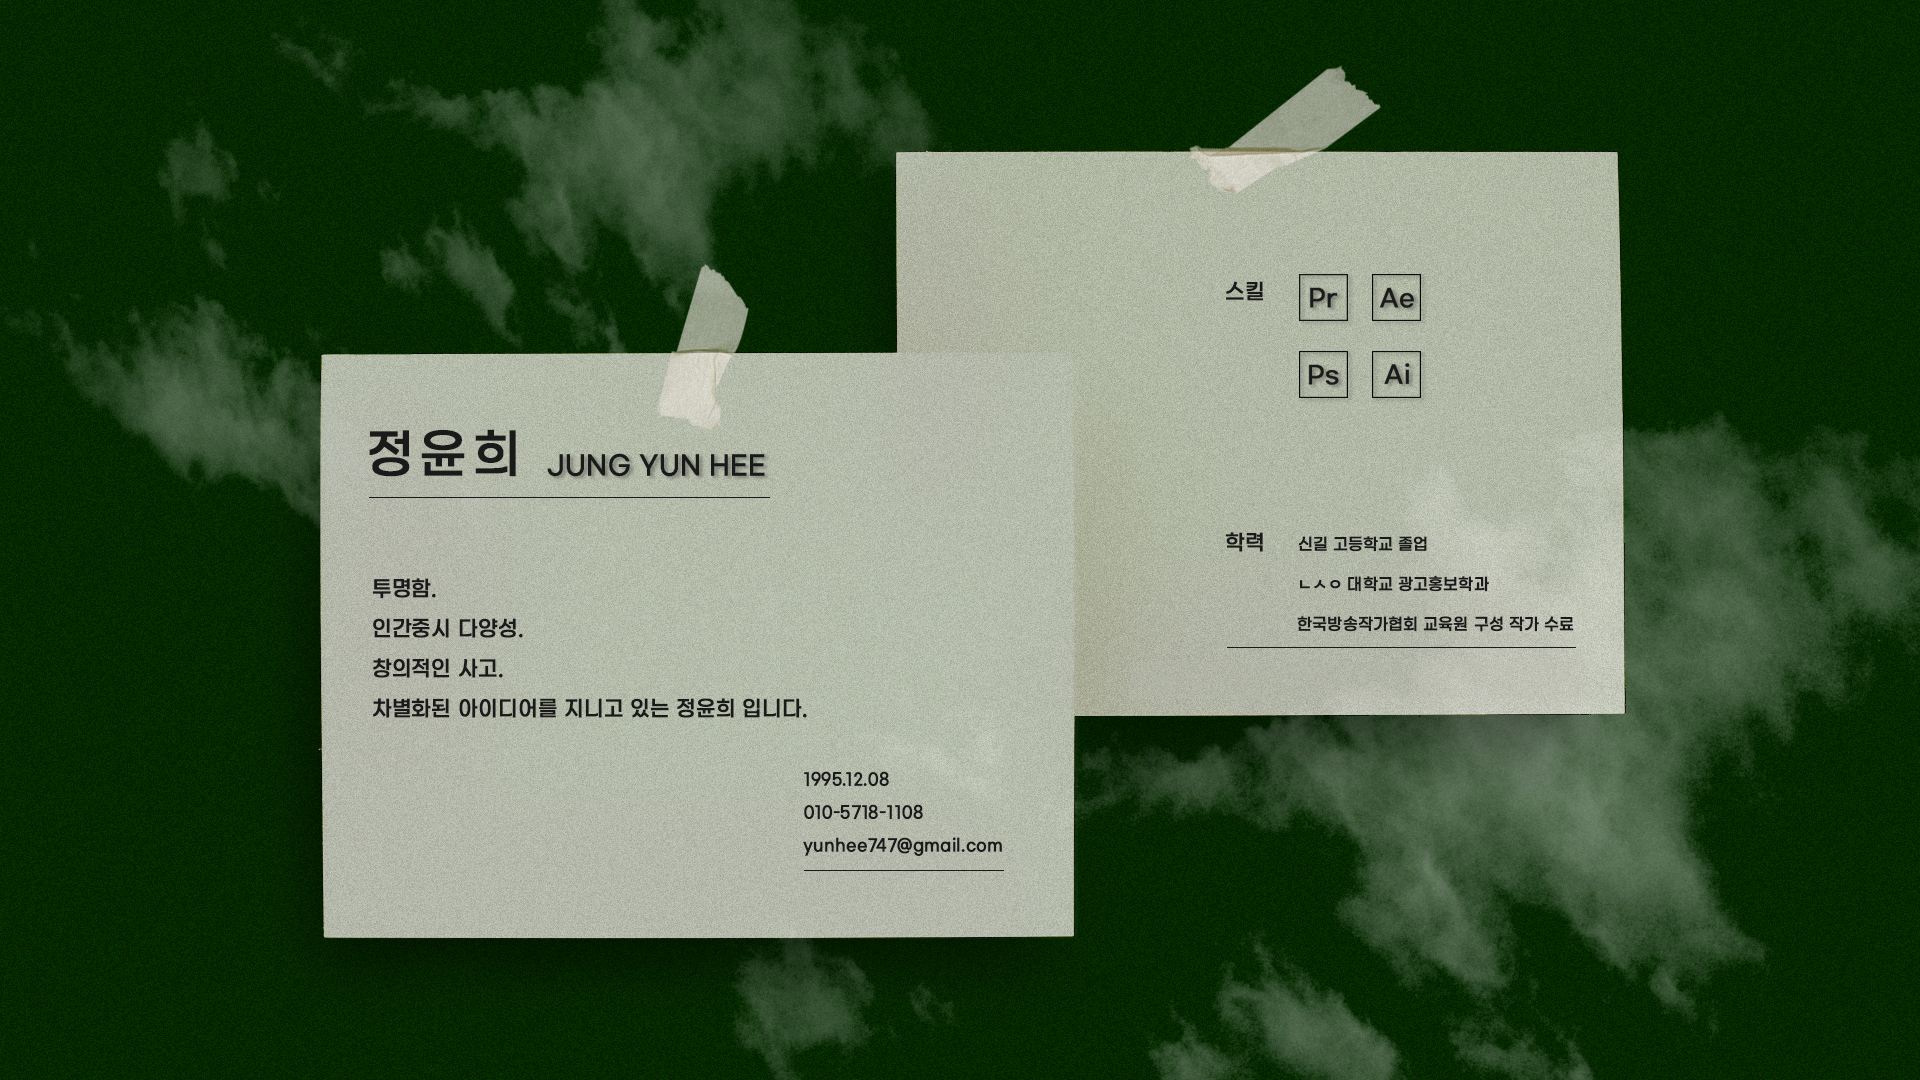 정윤희 JUNG YUN HEE
투명함.
인간중시 다양성.
창의적인 사고.
차별화된 아이디어를 지니고 있는 정윤희 입니다.
1995.12.08
010-5718-1108
yunhee747@gmail.com
스킬 Pr Ae
Ps Ai
학력 신길 고등학교 졸업
ㄴㅅㅇ 대학교 광고홍보학과
한국방송작가협회 교육원 구성 작가 수료